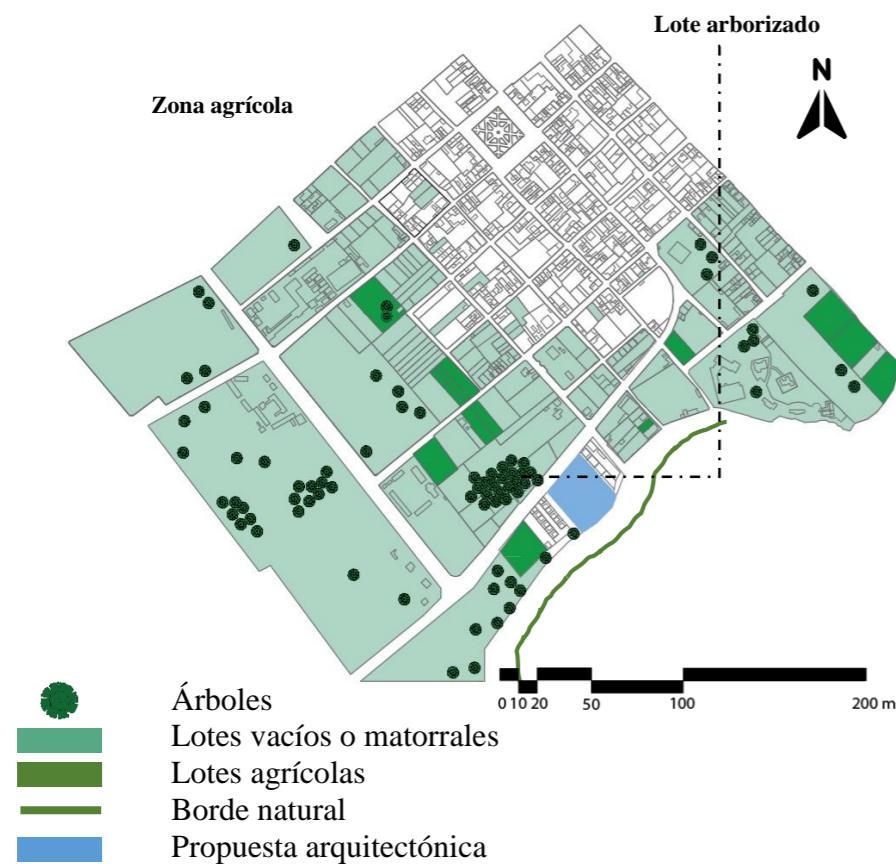 Lote arborizado
Zona agrícola
N
0 10 20 50 100 200 m
Árboles
Lotes vacíos o matorrales
Lotes agrícolas
Borde natural
Propuesta arquitectónica